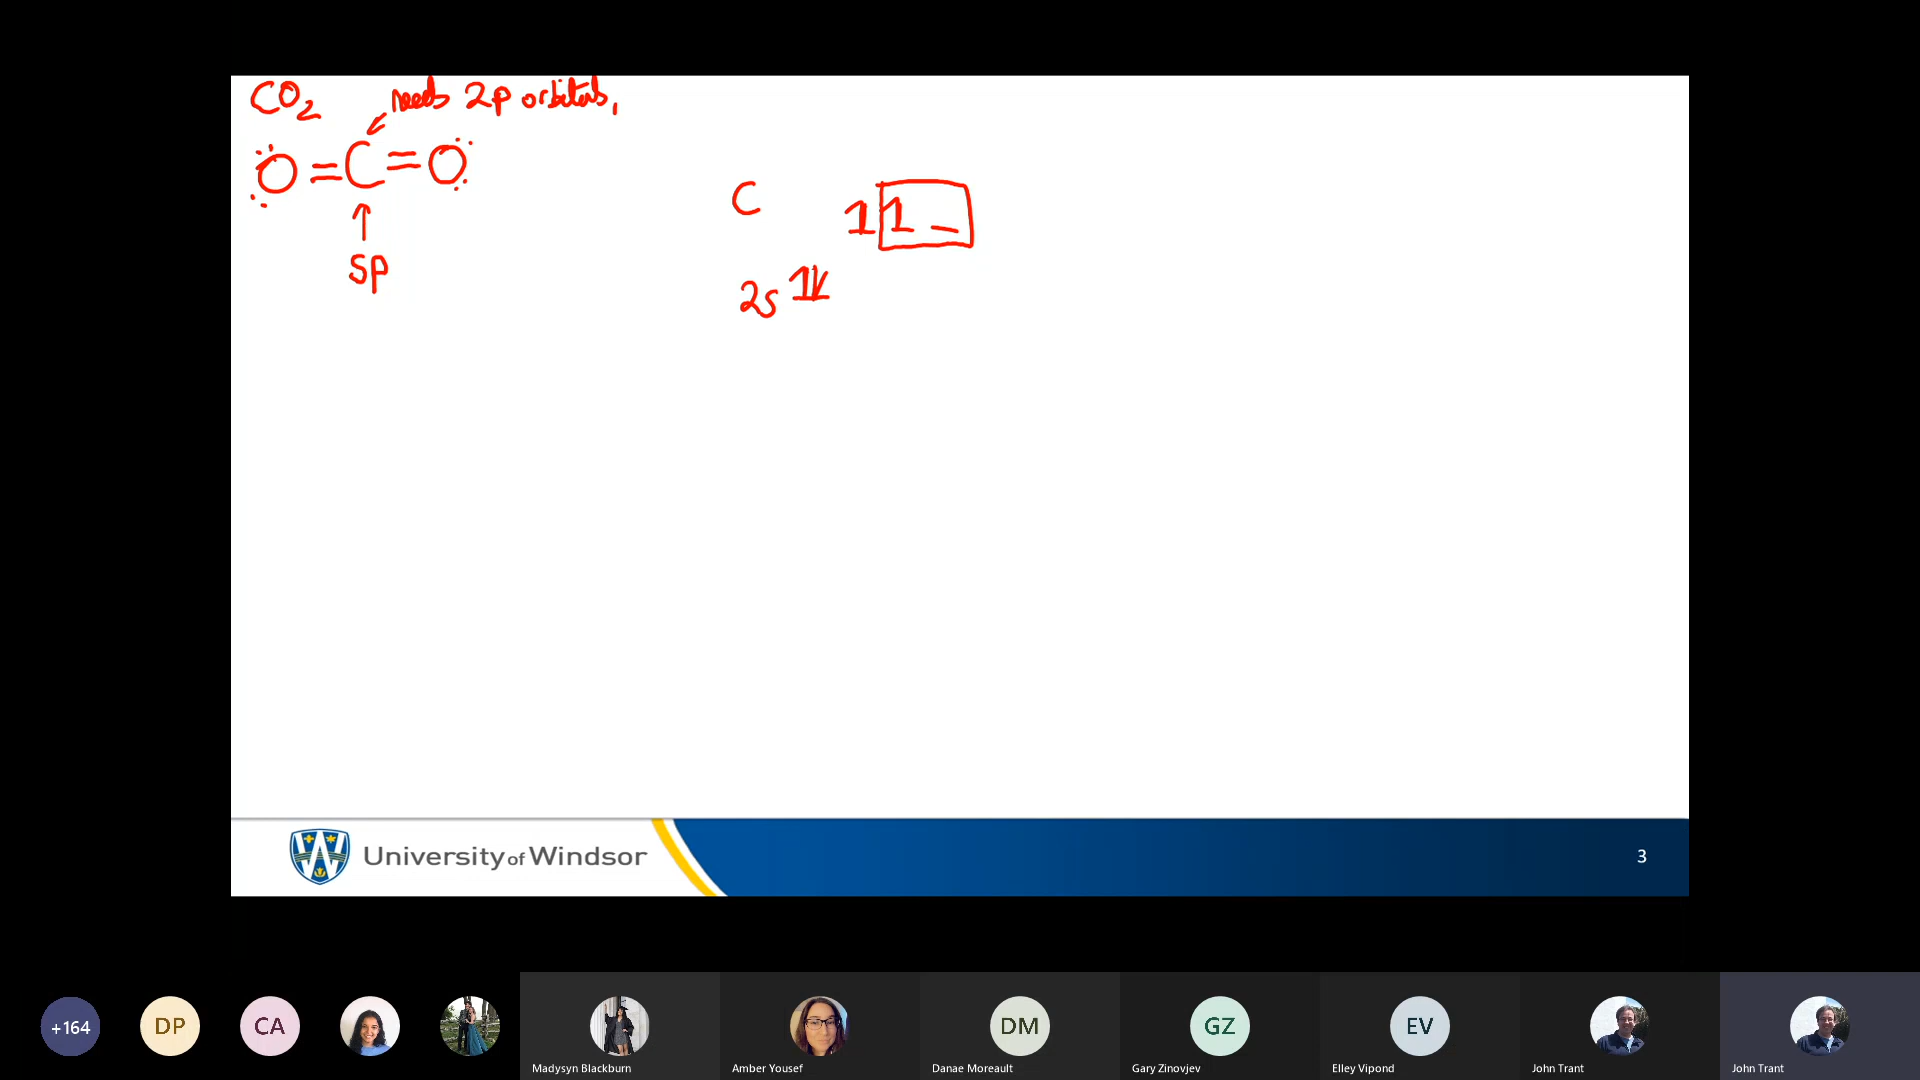 CO2 needs 2p orbitals,
O=C=O
sp
C 1 1 _
2s 1⇂
University of Windsor
3
+164 DP CA DM GZ EV
Madysyn Blackburn Amber Yousef Danae Moreault Gary Zinovjev Elley Vipond John Trant John Trant